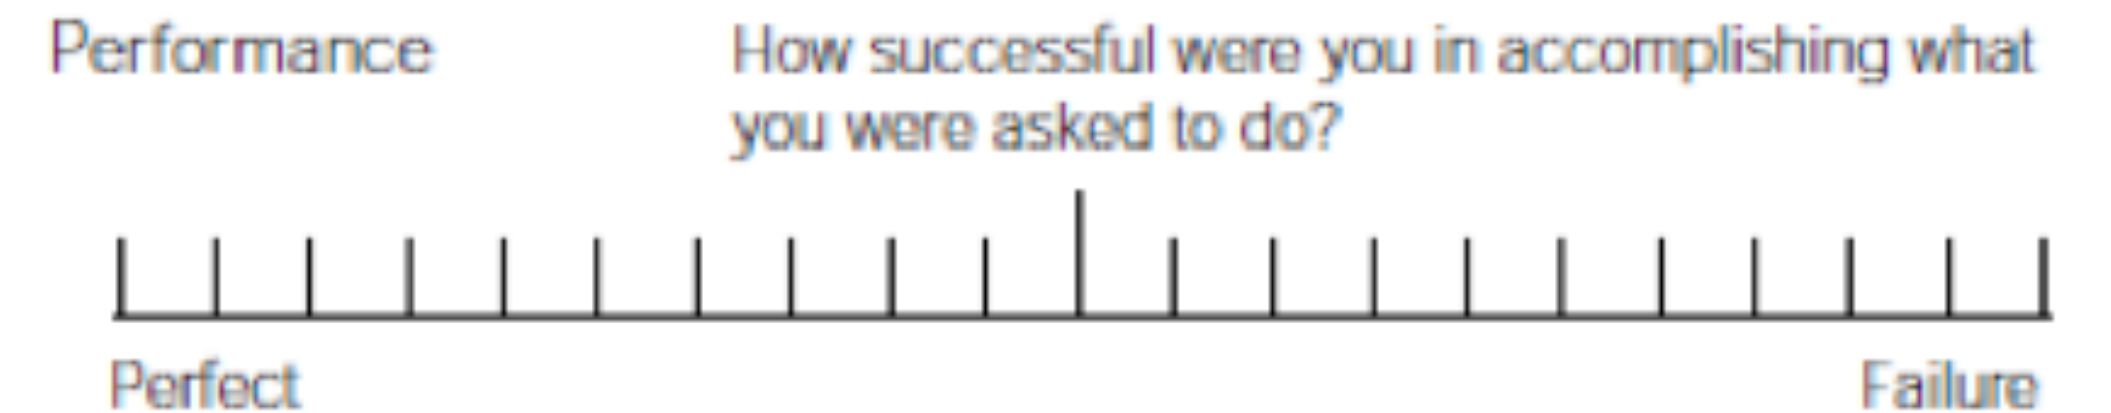 Performance
How successful were you in accomplishing what
you were asked to do?
Perfect
Failure